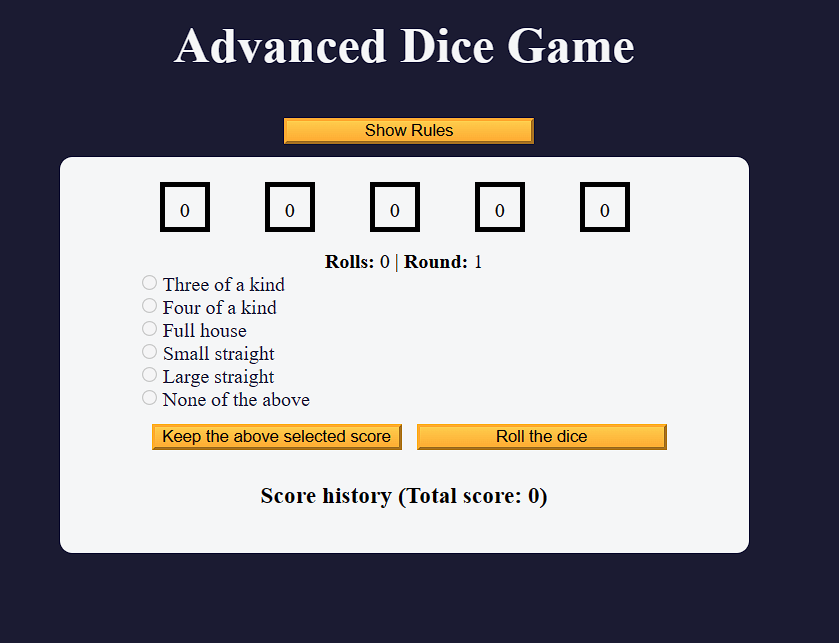 Advanced Dice Game
Show Rules
0 0 0 0 0
Rolls: 0 | Round: 1
Three of a kind
Four of a kind
Full house
Small straight
Large straight
None of the above
Keep the above selected score Roll the dice
Score history (Total score: 0)